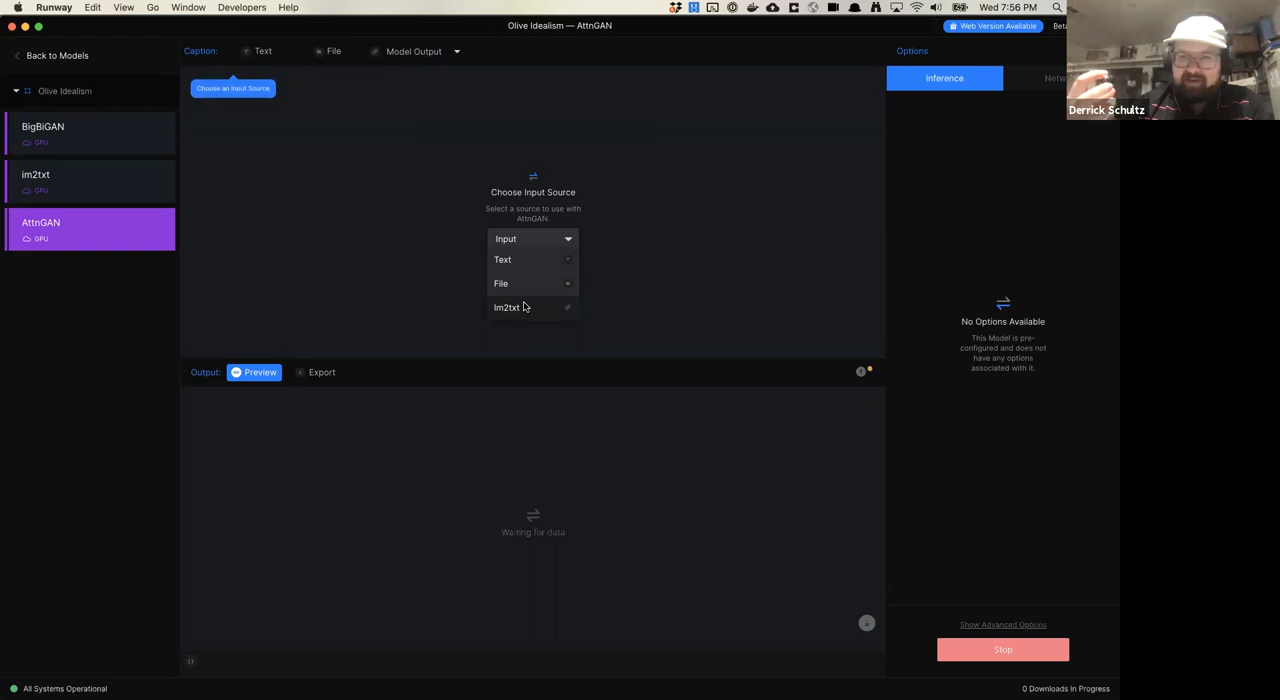 Runway File Edit View Go Window Developers Help
Wed 7:56 PM
Olive Idealism — AttnGAN
Web Version Available
Beta
Back to Models
Caption: Text File Model Output
Options
Choose an Input Source
Inference
Netw
Olive Idealism
Derrick Schultz
BigBiGAN
GPU
im2txt
GPU
AttnGAN
GPU
Choose Input Source
Select a source to use with
AttnGAN.
Input
Text
File
Im2txt
No Options Available
This Model is pre-
configured and does not
have any options
associated with it.
Output: Preview Export
Waiting for data
Show Advanced Options
Stop
All Systems Operational
0 Downloads In Progress